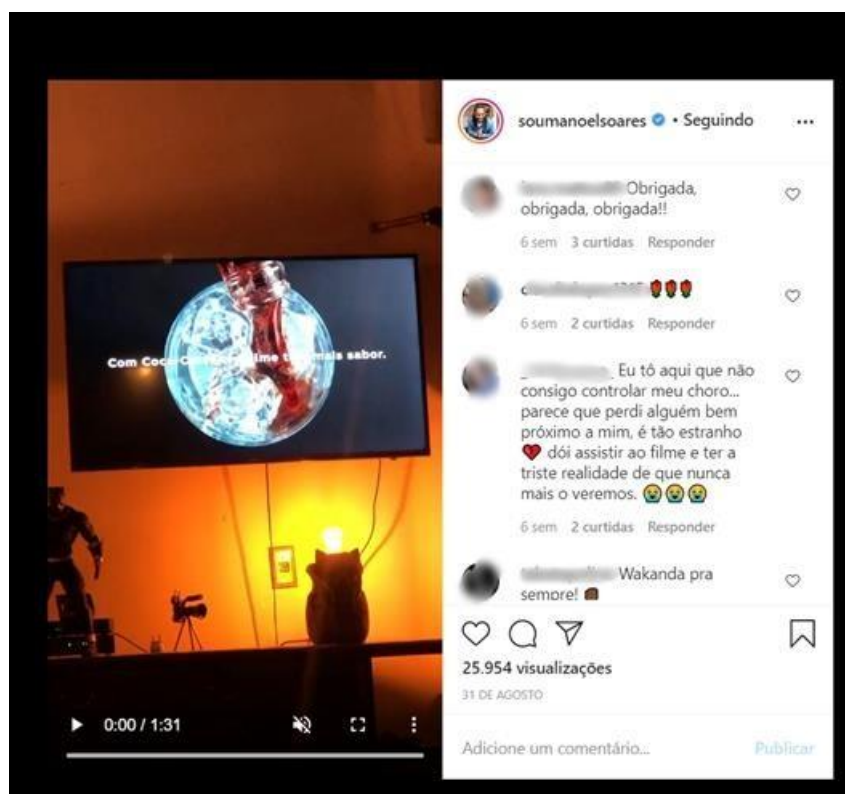 soumanoelsoares • Seguindo
Obrigada,
obrigada, obrigada!!
6 sem 3 curtidas Responder
6 sem 2 curtidas Responder
Eu tô aqui que não
consigo controlar meu choro...
parece que perdi alguém bem
próximo a mim, é tão estranho
💔 dói assistir ao filme e ter a
triste realidade de que nunca
mais o veremos. 😭😭😭
6 sem 2 curtidas Responder
Wakanda pra
sempre!
25.954 visualizações
31 DE AGOSTO
Adicione um comentário... Publicar
Com mais sabor.
0:00 / 1:31